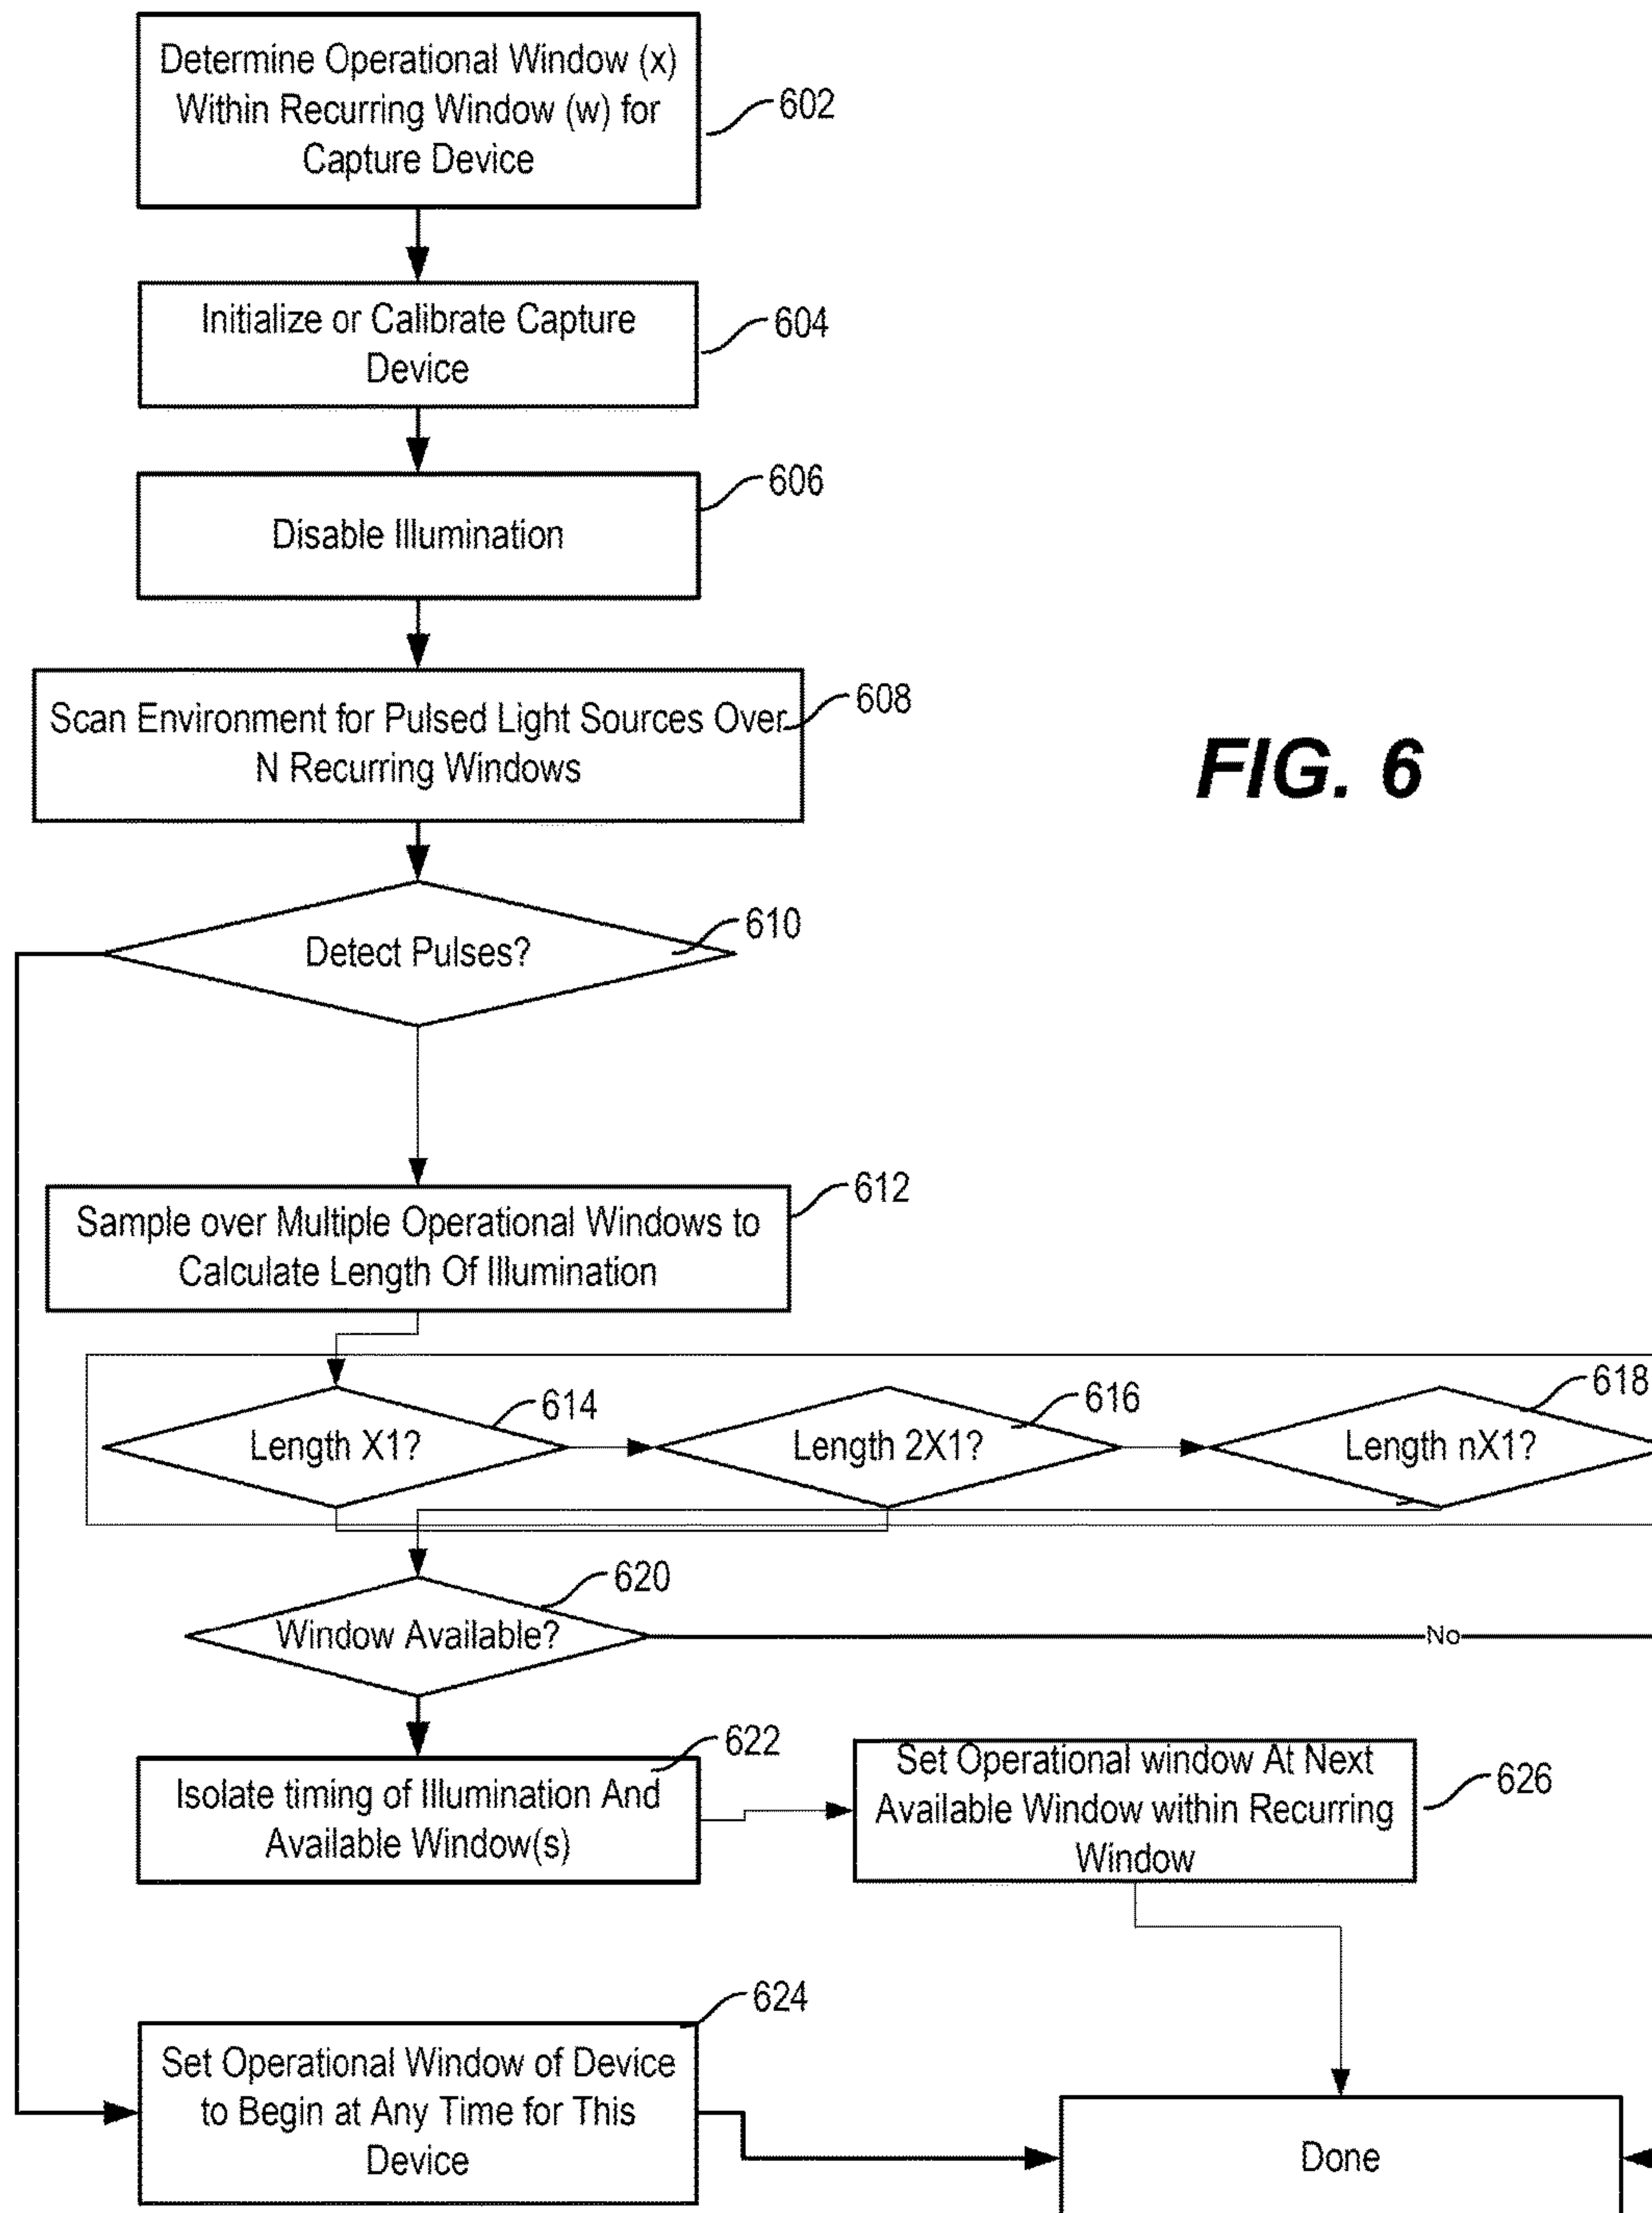 Determine Operational Window (x)
Within Recurring Window (w) for
Capture Device
602
Initialize or Calibrate Capture
Device
604
606
Disable Illumination
608
Scan Environment for Pulsed Light Sources Over
N Recurring Windows
FIG. 6
610
Detect Pulses?
612
Sample over Multiple Operational Windows to
Calculate Length Of Illumination
614
616
618
Length X1?
Length 2X1?
Length nX1?
620
Window Available?
No
622
Isolate timing of Illumination And
Available Window(s)
Set Operational window At Next
Available Window within Recurring
Window
626
624
Set Operational Window of Device
to Begin at Any Time for This
Device
Done